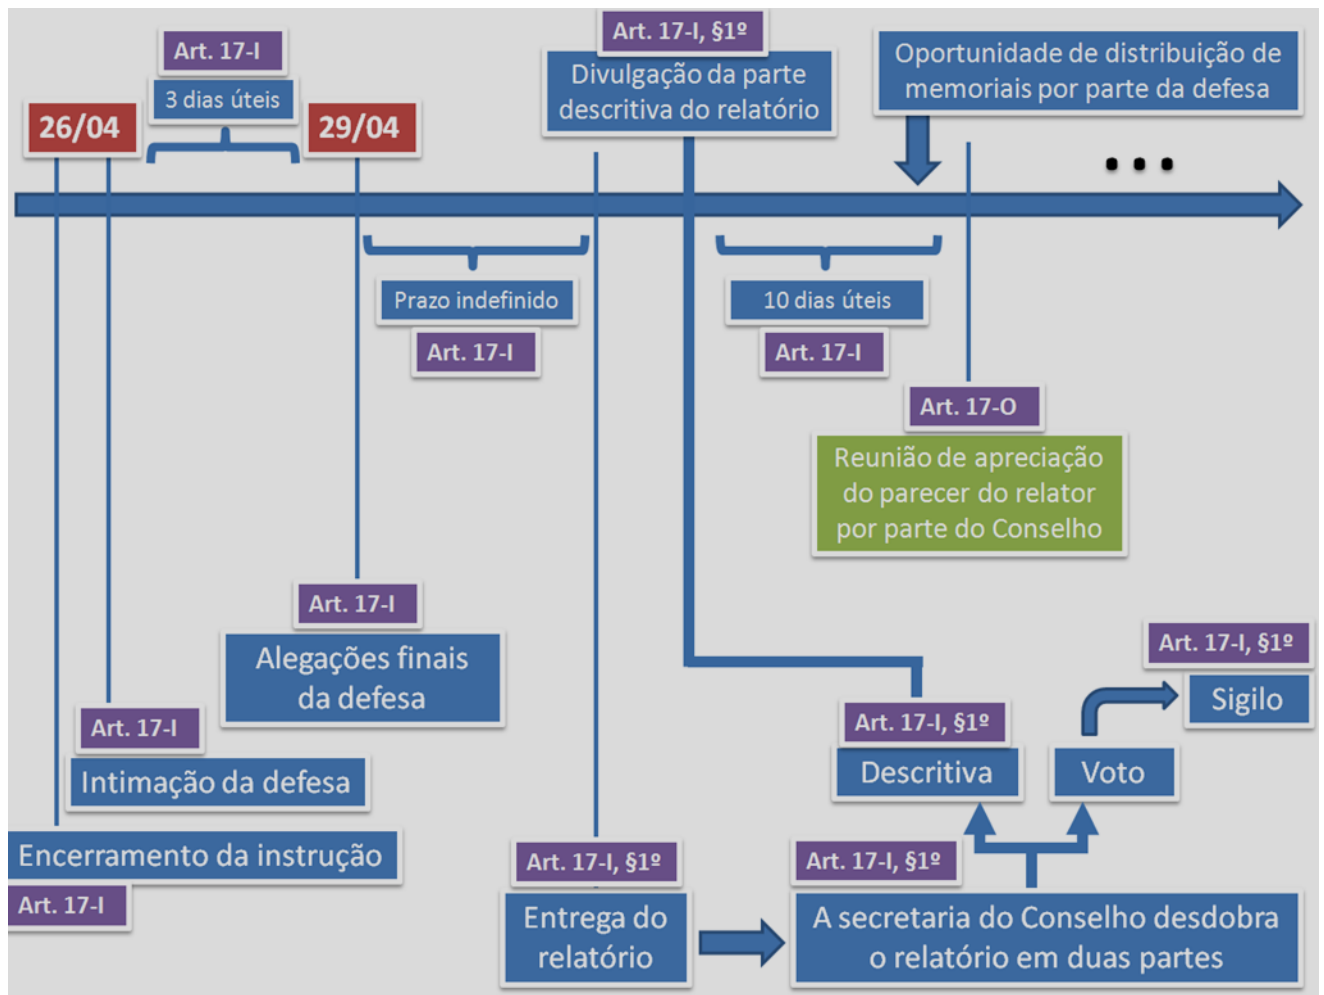 Art. 17-I
3 dias úteis
26/04
29/04
Art. 17-I, §1º
Divulgação da parte
descritiva do relatório
Oportunidade de distribuição de
memoriais por parte da defesa
...
Prazo indefinido
Art. 17-I
10 dias úteis
Art. 17-I
Art. 17-O
Reunião de apreciação
do parecer do relator
por parte do Conselho
Art. 17-I
Alegações finais
da defesa
Art. 17-I
Intimação da defesa
Encerramento da instrução
Art. 17-I
Art. 17-I, §1º
Entrega do
relatório
Art. 17-I, §1º
A secretaria do Conselho desdobra
o relatório em duas partes
Art. 17-I, §1º
Descritiva
Voto
Art. 17-I, §1º
Sigilo